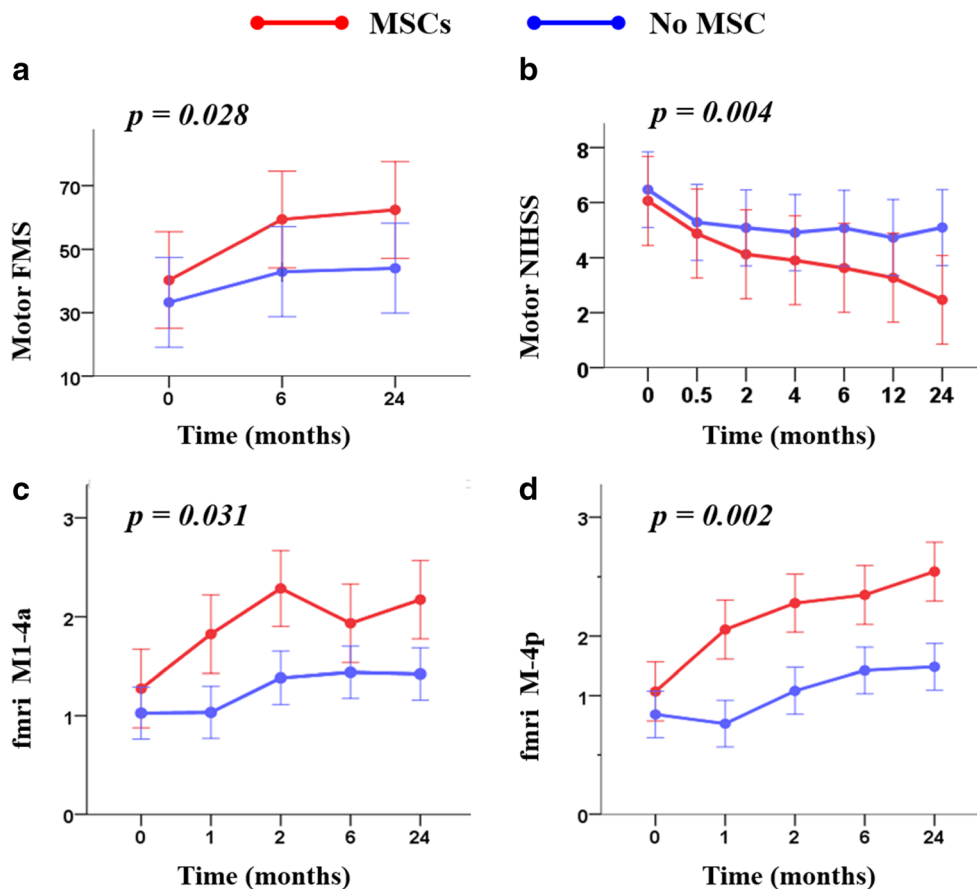 MSCs No MSC
a
p = 0.028
Motor FMS
70
50
30
10
0 6 24
Time (months)
b
p = 0.004
Motor NIHSS
8
6
4
2
0
0 0.5 2 4 6 12 24
Time (months)
c
p = 0.031
fmri M1-4a
3
2
1
0
0 1 2 6 24
Time (months)
d
p = 0.002
fmri M-4p
3
2
1
0
0 1 2 6 24
Time (months)